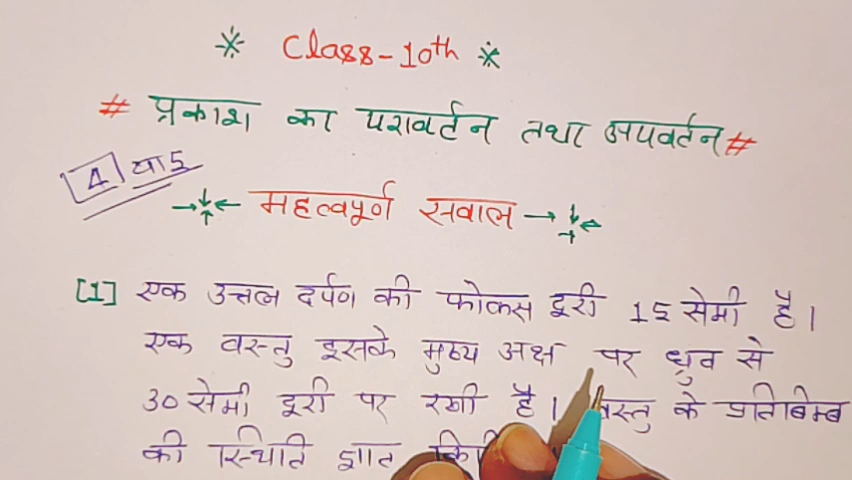 Class-10th
# प्रकाश का परावर्तन तथा अपवर्तन #
4 या 5
महत्वपूर्ण सवाल
[1] एक उत्तल दर्पण की फोकस दूरी 15 सेमी है।
एक वस्तु इसके मुख्य अक्ष पर ध्रुव से
30 सेमी दूरी पर रखी है। वस्तु के प्रतिबिम्ब
की स्थिति ज्ञात